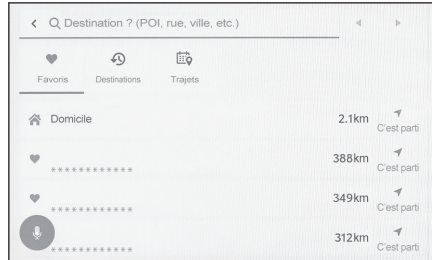 Destination ? (POI, rue, ville, etc.)
Favoris Destinations Trajets
Domicile 2.1km C'est parti
************ 388km C'est parti
************ 349km C'est parti
************ 312km C'est parti